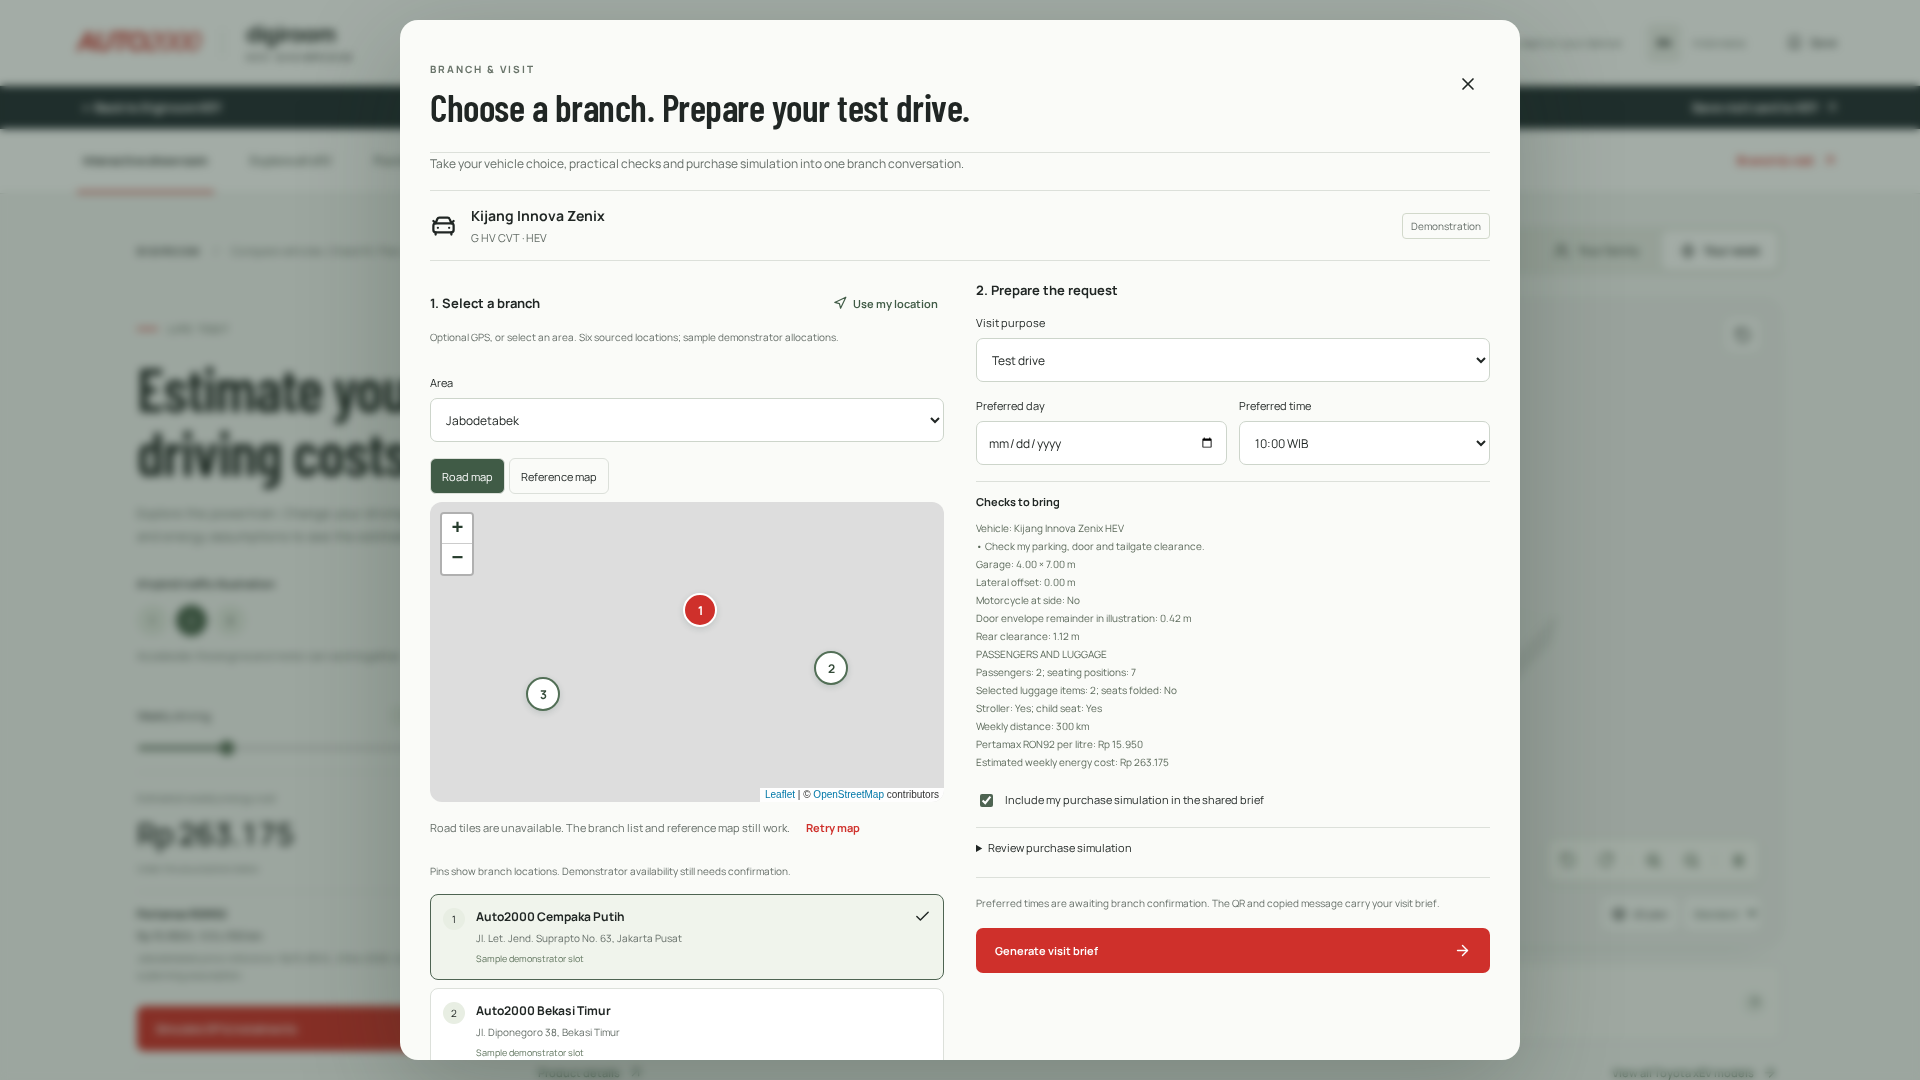 AUTO2000
digiroom
BRANCH & VISIT
Choose a branch. Prepare your test drive.
Take your vehicle choice, practical checks and purchase simulation into one branch conversation.
Kijang Innova Zenix
G HV CVT · HEV
Demonstration
1. Select a branch
Use my location
Optional GPS, or select an area. Six sourced locations; sample demonstrator allocations.
Area
Jabodetabek
Road map
Reference map
+
−
1
2
3
Leaflet | © OpenStreetMap contributors
Road tiles are unavailable. The branch list and reference map still work.
Retry map
Pins show branch locations. Demonstrator availability still needs confirmation.
1
Auto2000 Cempaka Putih
Jl. Let. Jend. Suprapto No. 63, Jakarta Pusat
Sample demonstrator slot
2
Auto2000 Bekasi Timur
Jl. Diponegoro 38, Bekasi Timur
Sample demonstrator slot
2. Prepare the request
Visit purpose
Test drive
Preferred day
Preferred time
mm/dd/yyyy
10:00 WIB
Checks to bring
Vehicle: Kijang Innova Zenix HEV
• Check my parking, door and tailgate clearance.
Garage: 4.00 × 7.00 m
Lateral offset: 0.00 m
Motorcycle at side: No
Door envelope remainder in illustration: 0.42 m
Rear clearance: 1.12 m
PASSENGERS AND LUGGAGE
Passengers: 2; seating positions: 7
Selected luggage items: 2; seats folded: No
Stroller: Yes; child seat: Yes
Weekly distance: 300 km
Pertamax RON92 per litre: Rp 15.950
Estimated weekly energy cost: Rp 263.175
Include my purchase simulation in the shared brief
Review purchase simulation
Preferred times are awaiting branch confirmation. The QR and copied message carry your visit brief.
Generate visit brief
Estimate you
driving costs
Rp 263.175